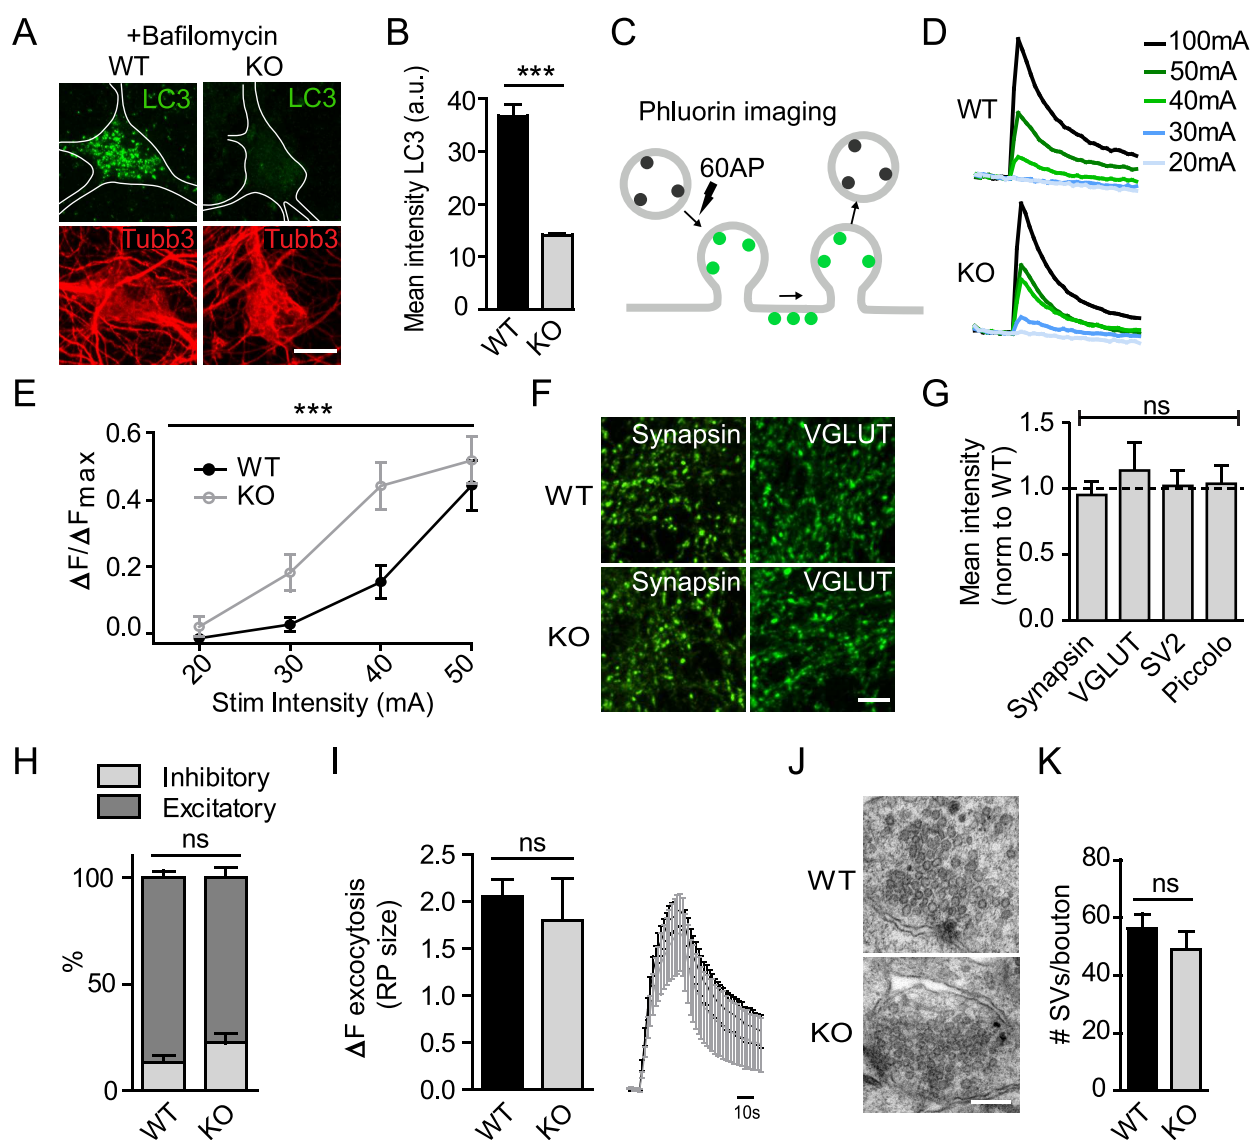 A
+Bafilomycin
WT
KO
LC3
LC3
Tubb3
Tubb3
B
***
Mean intensity LC3 (a.u.)
40
30
20
10
0
WT
KO
C
Phluorin imaging
60AP
D
WT
KO
100mA
50mA
40mA
30mA
20mA
E
***
0.6
0.4
0.2
0.0
ΔF/ΔFmax
WT
KO
20
30
40
50
Stim Intensity (mA)
F
WT
KO
Synapsin
VGLUT
Synapsin
VGLUT
G
ns
1.5
1.0
0.5
0.0
Mean intensity
(norm to WT)
Synapsin
VGLUT
SV2
Piccolo
H
Inhibitory
Excitatory
ns
100
50
0
%
WT
KO
I
ns
2.5
2.0
1.5
1.0
0.5
0.0
ΔF excocytosis
(RP size)
WT
KO
10s
J
WT
KO
K
ns
80
60
40
20
0
# SVs/bouton
WT
KO